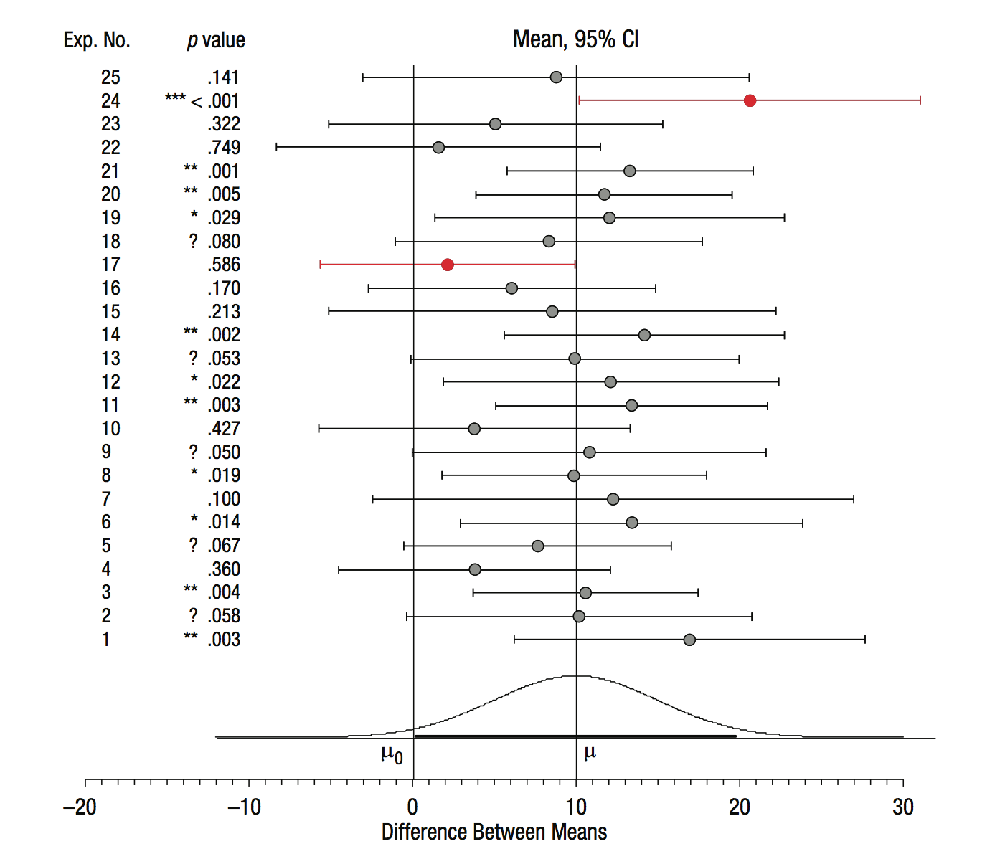 Exp. No. p value Mean, 95% CI
25 .141
24 *** < .001
23 .322
22 .749
21 ** .001
20 ** .005
19 * .029
18 ? .080
17 .586
16 .170
15 .213
14 ** .002
13 ? .053
12 * .022
11 ** .003
10 .427
9 ? .050
8 * .019
7 .100
6 * .014
5 ? .067
4 .360
3 ** .004
2 ? .058
1 ** .003
μ0 μ
–20 –10 0 10 20 30
Difference Between Means